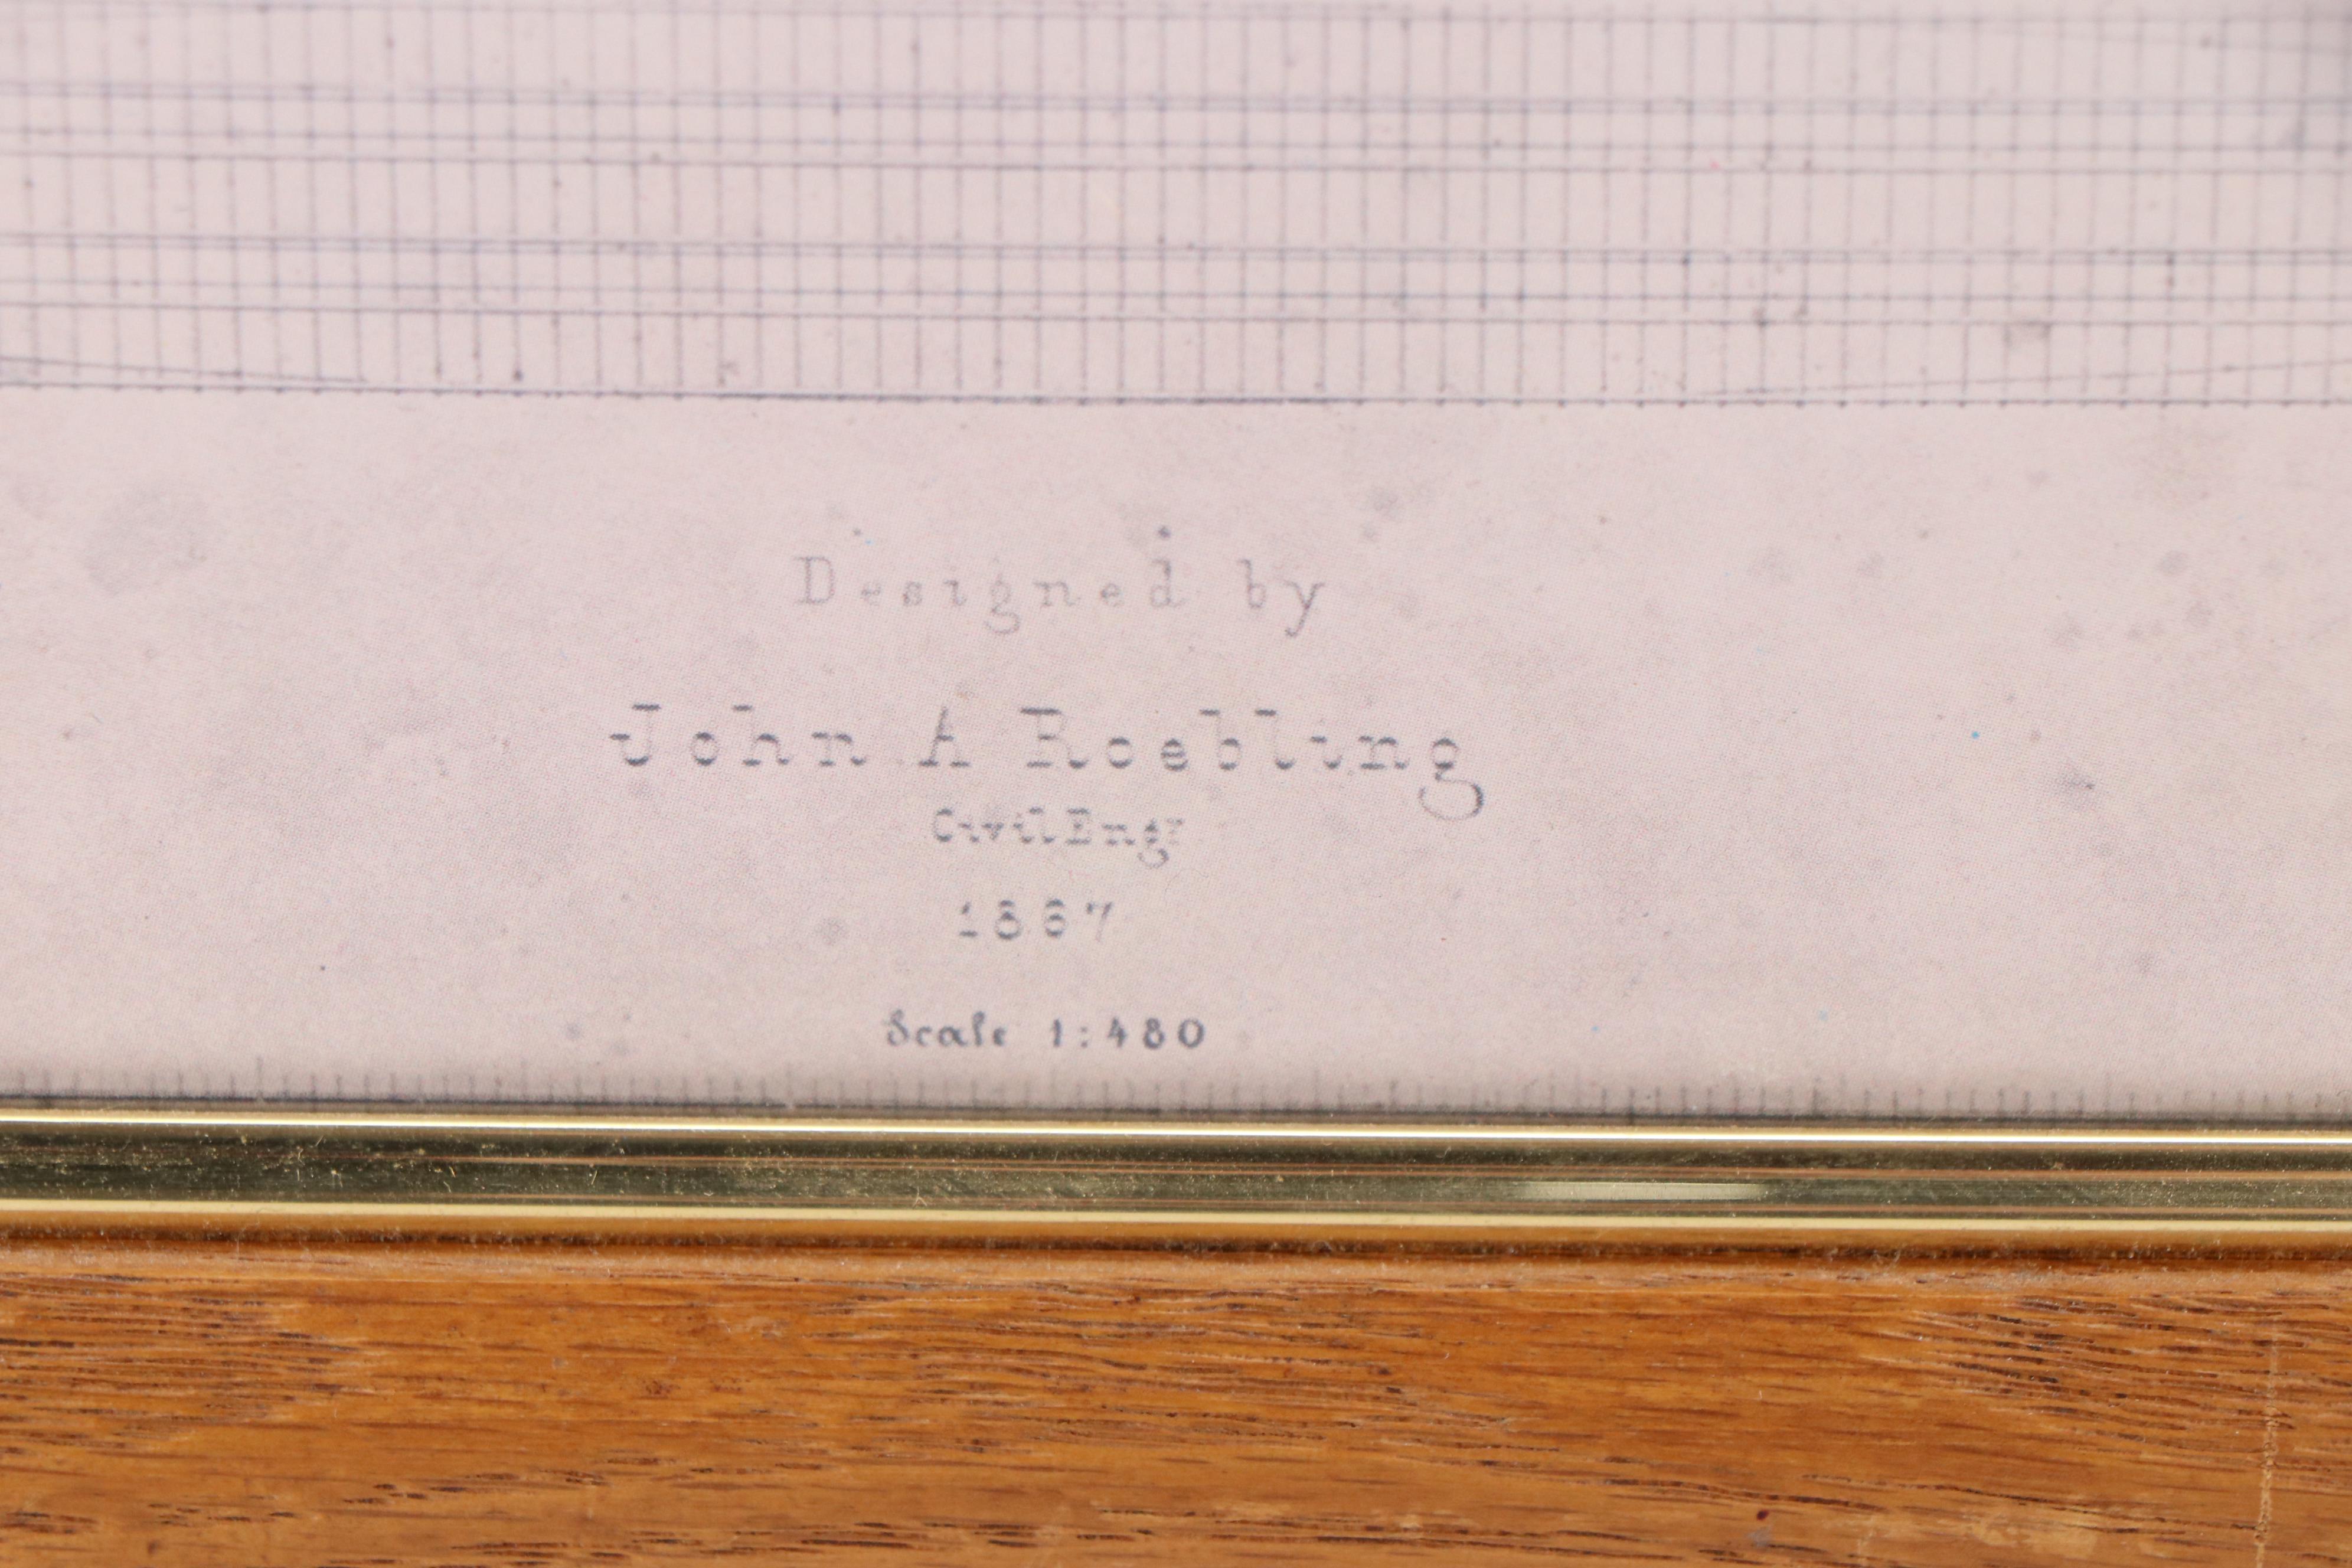 Designed by
John A Roebling
Civil Engr
1867
Scale 1:480